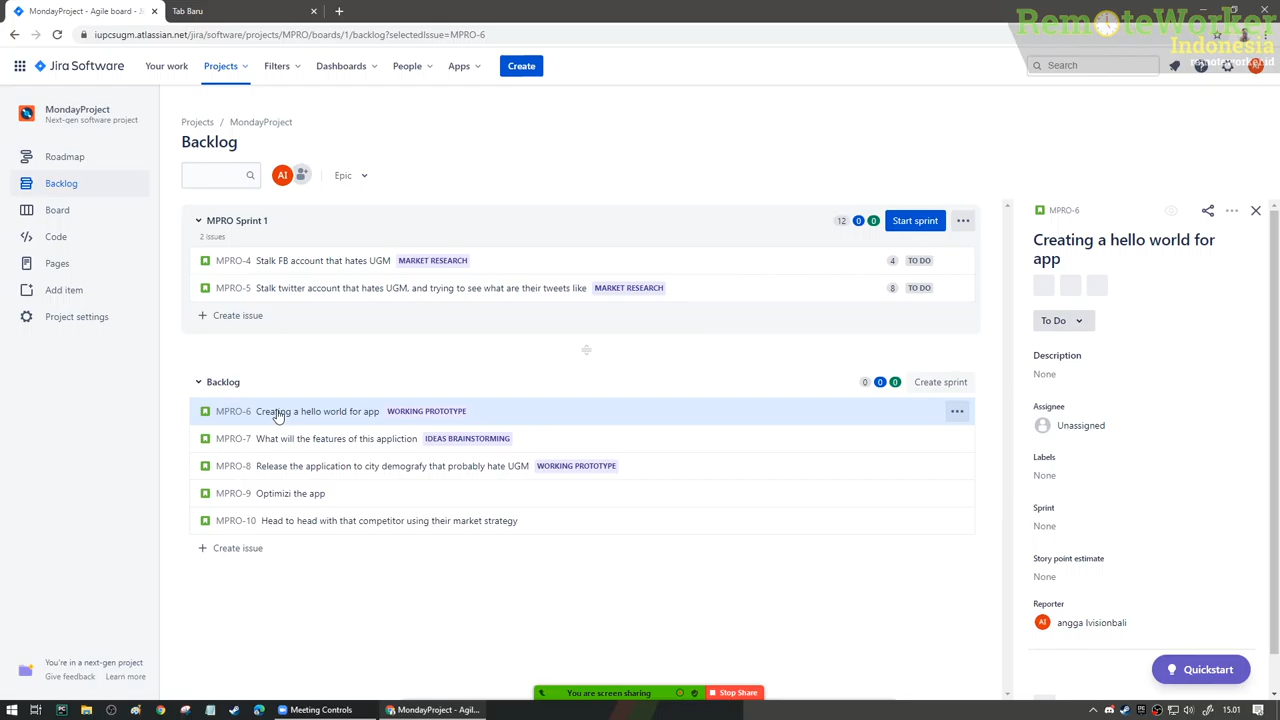 MondayProject - Agile board -
Tab Baru
iupcsugm.atlassian.net/jira/software/projects/MPRO/boards/1/backlog?selectedIssue=MPRO-6
RemoteWorker
Indonesia
remoteworker.id
Jira Software
Your work
Projects
Filters
Dashboards
People
Apps
Create
Search
MondayProject
Next-gen software project
Roadmap
Backlog
Board
Code
Pages
Add item
Project settings
You're in a next-gen project
Give feedback Learn more
Projects / MondayProject
Backlog
AI
Epic
MPRO Sprint 1
12 0 0 Start sprint
2 issues
MPRO-4 Stalk FB account that hates UGM MARKET RESEARCH 4 TO DO
MPRO-5 Stalk twitter account that hates UGM, and trying to see what are their tweets like MARKET RESEARCH 8 TO DO
Create issue
Backlog
0 0 0 Create sprint
MPRO-6 Creating a hello world for app WORKING PROTOTYPE
MPRO-7 What will the features of this appliction IDEAS BRAINSTORMING
MPRO-8 Release the application to city demografy that probably hate UGM WORKING PROTOTYPE
MPRO-9 Optimizi the app
MPRO-10 Head to head with that competitor using their market strategy
Create issue
MPRO-6
Creating a hello world for
app
To Do
Description
None
Assignee
Unassigned
Labels
None
Sprint
None
Story point estimate
None
Reporter
AI angga Ivisionbali
Quickstart
You are screen sharing
Stop Share
Meeting Controls
MondayProject - Agil...
15.01